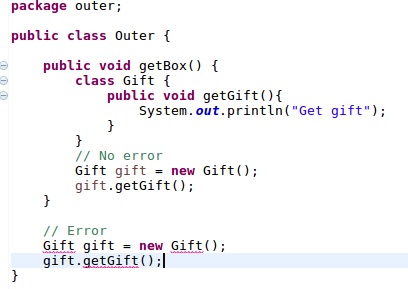 package outer;
public class Outer {
public void getBox() {
class Gift {
public void getGift(){
System.out.println("Get gift");
}
}
// No error
Gift gift = new Gift();
gift.getGift();
}
// Error
Gift gift = new Gift();
gift.getGift();
}